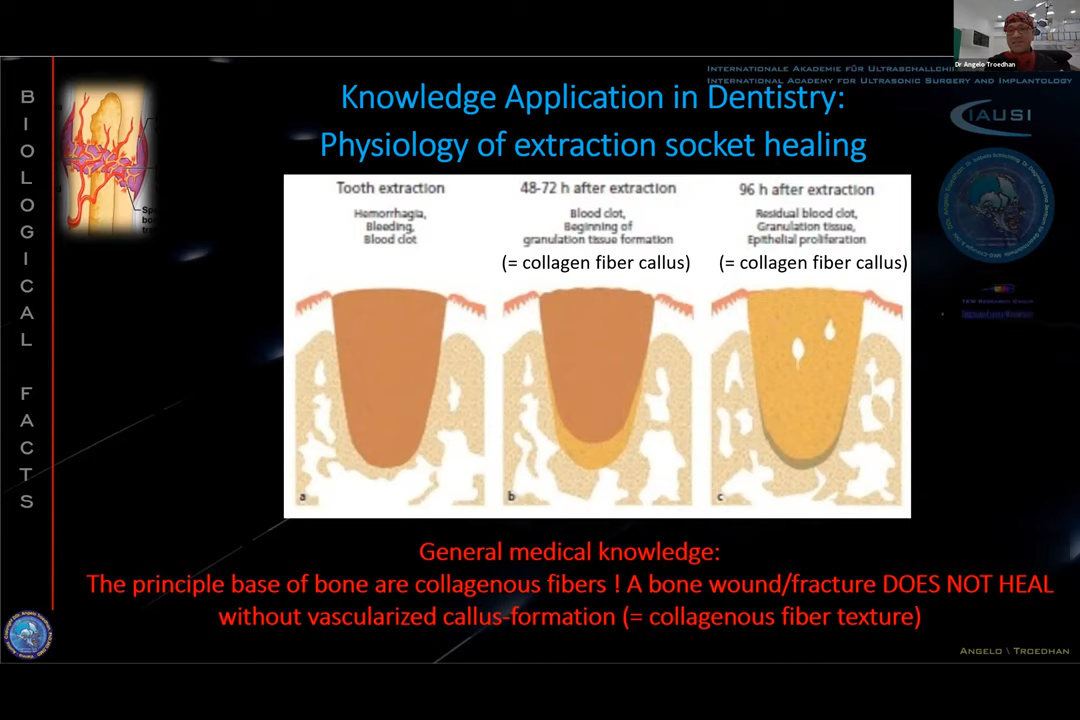 Dr Angelo Troedhan
INTERNATIONALE AKADEMIE FÜR ULTRASCHALLCHI
INTERNATIONAL ACADEMY FOR ULTRASONIC SURGERY AND IMPLANTOLOGY
IAUSI
BIOLOGICAL FACTS
Knowledge Application in Dentistry:
Physiology of extraction socket healing
Tooth extraction
Hemorrhagia,
Bleeding,
Blood clot
48-72 h after extraction
Blood clot,
Beginning of
granulation tissue formation
(= collagen fiber callus)
96 h after extraction
Residual blood clot,
Granulation tissue,
Epithelial proliferation
(= collagen fiber callus)
a
b
c
General medical knowledge:
The principle base of bone are collagenous fibers ! A bone wound/fracture DOES NOT HEAL
without vascularized callus-formation (= collagenous fiber texture)
ANGELO \ TROEDHAN